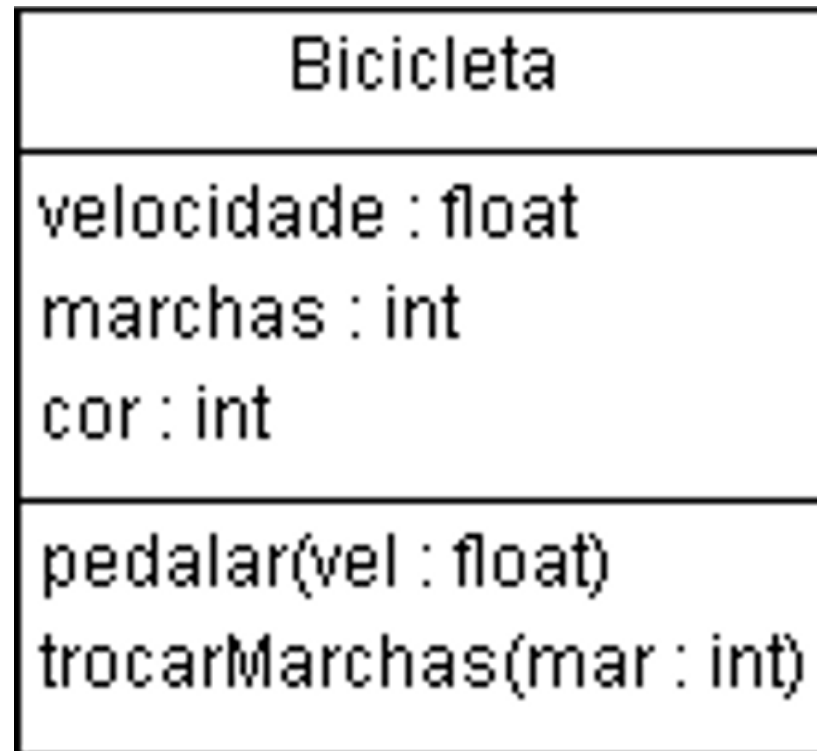 Bicicleta
velocidade : float
marchas : int
cor : int
pedalar(vel : float)
trocarMarchas(mar : int)